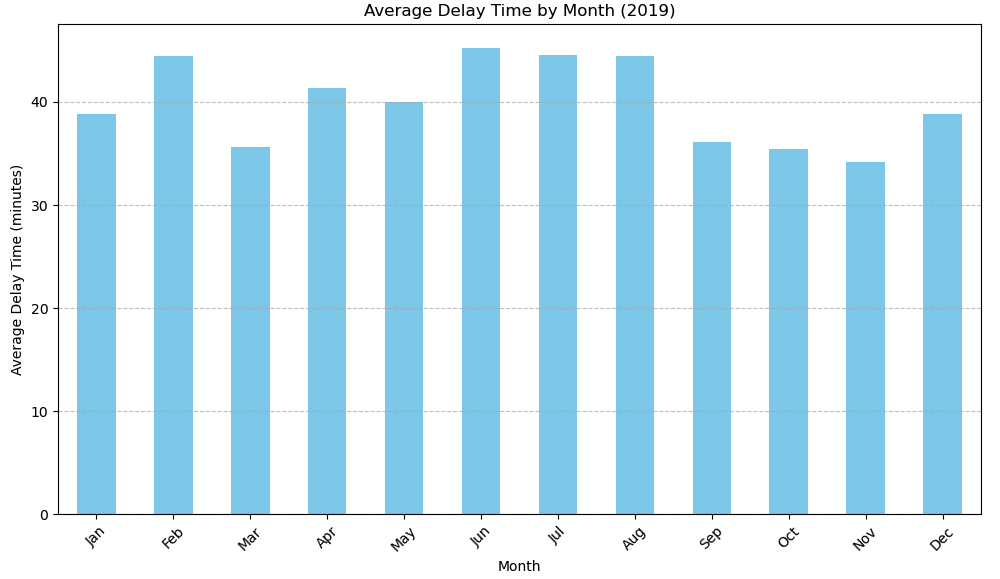 Average Delay Time by Month (2019)
Average Delay Time (minutes)
40
30
20
10
0
Jan
Feb
Mar
Apr
May
Jun
Jul
Aug
Sep
Oct
Nov
Dec
Month